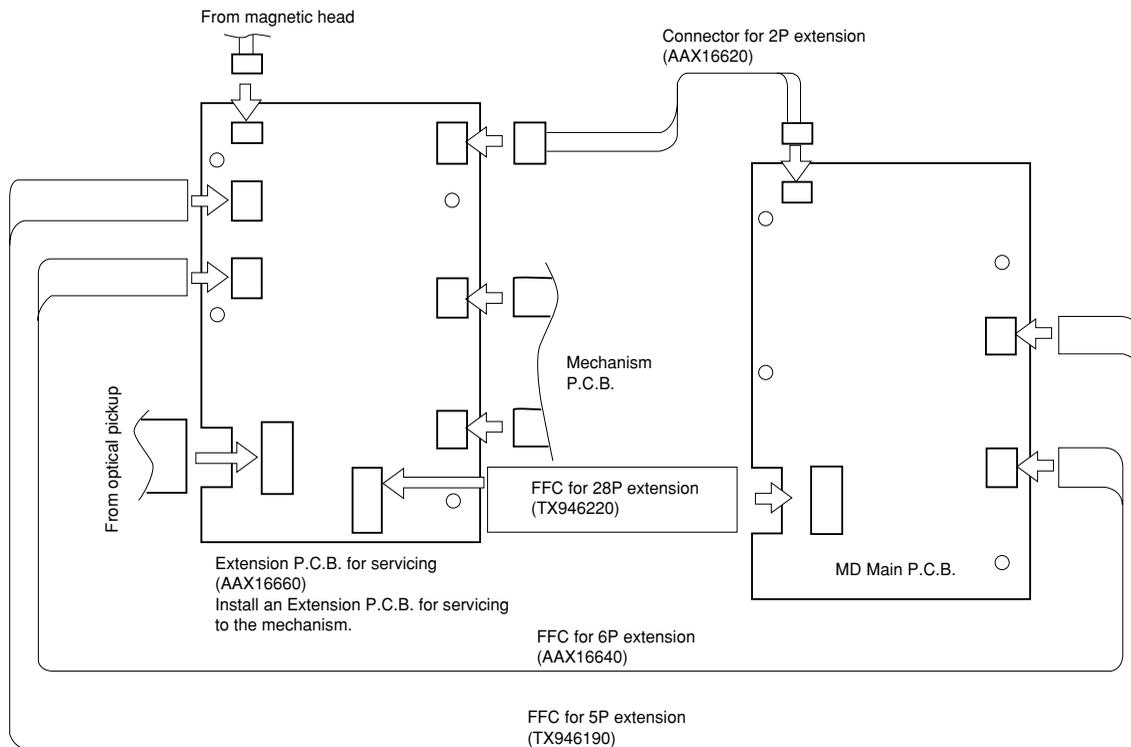 From magnetic head
Connector for 2P extension
(AAX16620)
Mechanism
P.C.B.
From optical pickup
FFC for 28P extension
(TX946220)
Extension P.C.B. for servicing
(AAX16660)
Install an Extension P.C.B. for servicing
to the mechanism.
MD Main P.C.B.
FFC for 6P extension
(AAX16640)
FFC for 5P extension
(TX946190)